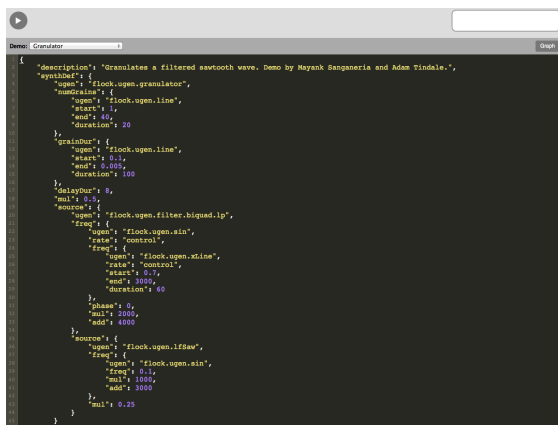 Demo: Granulator
Graph
{
"description": "Granulates a filtered sawtooth wave. Demo by Mayank Sanganeria and Adam Tindale.",
"synthDef": {
"ugen": "flock.ugen.granulator",
"numGrains": {
"ugen": "flock.ugen.line",
"start": 1,
"end": 40,
"duration": 20
},
"grainDur": {
"ugen": "flock.ugen.line",
"start": 0.1,
"end": 0.005,
"duration": 100
},
"delayDur": 8,
"mul": 0.5,
"source": {
"ugen": "flock.ugen.filter.biquad.lp",
"freq": {
"ugen": "flock.ugen.sin",
"rate": "control",
"freq": {
"ugen": "flock.ugen.xLine",
"rate": "control",
"start": 0.7,
"end": 3000,
"duration": 60
},
"phase": 0,
"mul": 2000,
"add": 4000
},
"source": {
"ugen": "flock.ugen.lfSaw",
"freq": {
"ugen": "flock.ugen.sin",
"freq": 0.1,
"mul": 1000,
"add": 3000
},
"mul": 0.25
}
}